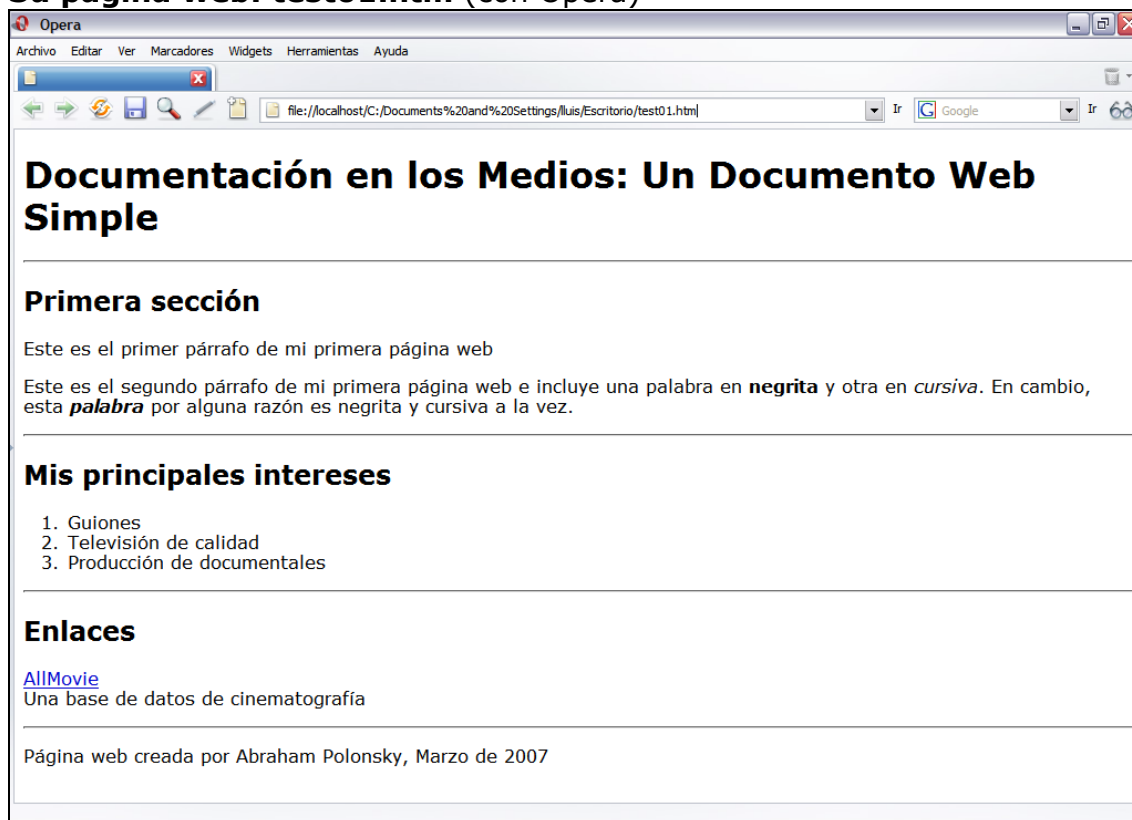 Su página web: test01.htm (con Opera)
Opera
Archivo Editar Ver Marcadores Widgets Herramientas Ayuda
file://localhost/C:/Documents%20and%20Settings/lluis/Escritorio/test01.htm Ir G Google Ir
Documentación en los Medios: Un Documento Web
Simple
Primera sección
Este es el primer párrafo de mi primera página web
Este es el segundo párrafo de mi primera página web e incluye una palabra en negrita y otra en cursiva. En cambio,
esta palabra por alguna razón es negrita y cursiva a la vez.
Mis principales intereses
1. Guiones
2. Televisión de calidad
3. Producción de documentales
Enlaces
AllMovie
Una base de datos de cinematografía
Página web creada por Abraham Polonsky, Marzo de 2007